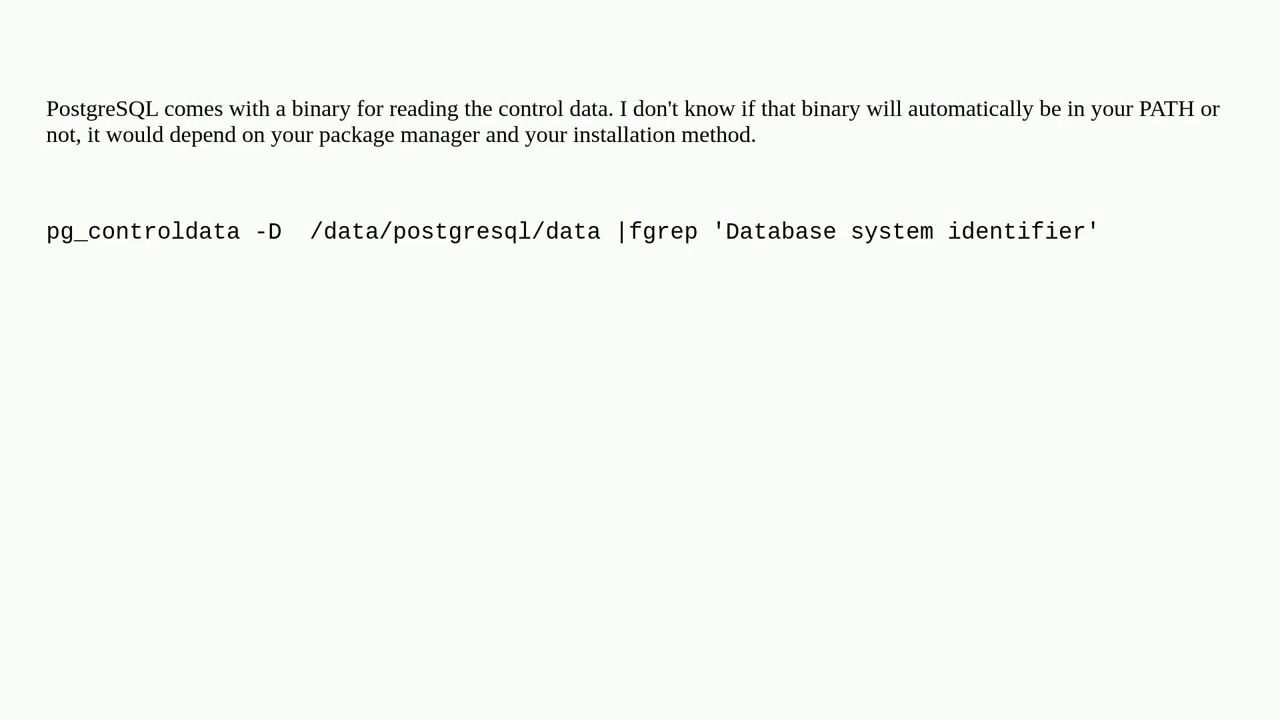 PostgreSQL comes with a binary for reading the control data. I don't know if that binary will automatically be in your PATH or
not, it would depend on your package manager and your installation method.
pg_controldata -D  /data/postgresql/data |fgrep 'Database system identifier'